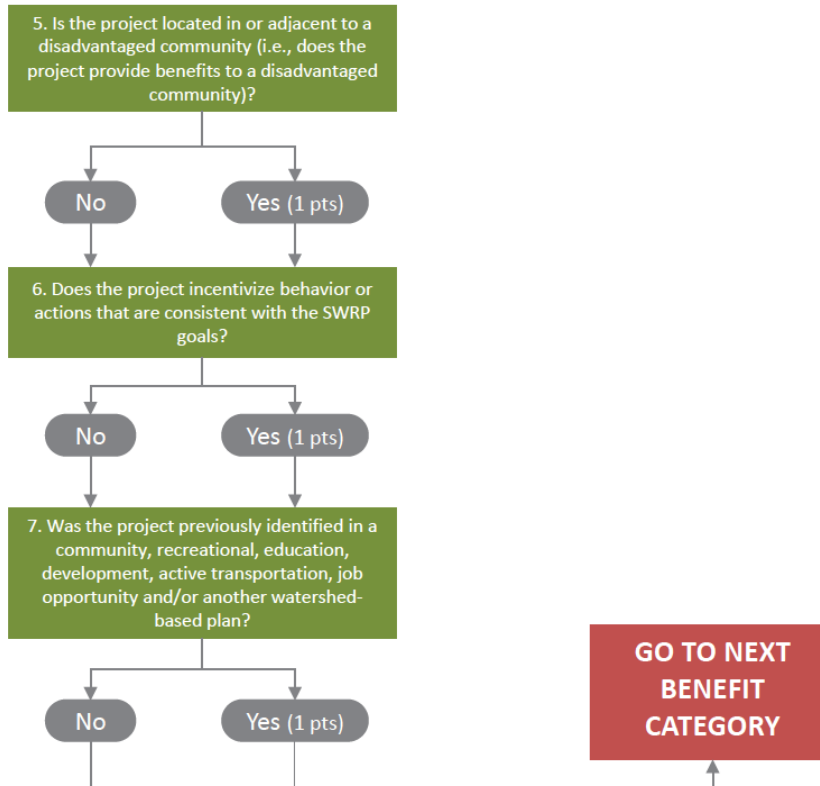 5. Is the project located in or adjacent to a
disadvantaged community (i.e., does the
project provide benefits to a disadvantaged
community)?
No
Yes (1 pts)
6. Does the project incentivize behavior or
actions that are consistent with the SWRP
goals?
No
Yes (1 pts)
7. Was the project previously identified in a
community, recreational, education,
development, active transportation, job
opportunity and/or another watershed-
based plan?
No
Yes (1 pts)
GO TO NEXT
BENEFIT
CATEGORY